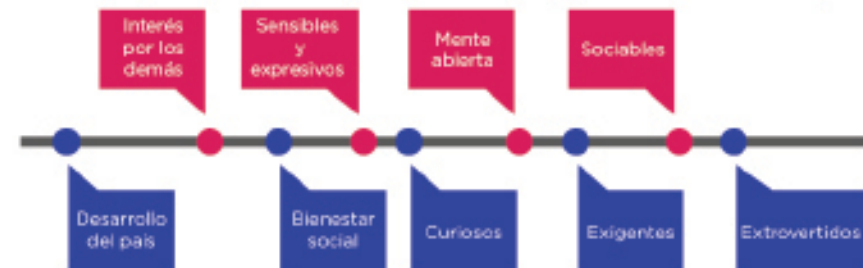 Interés
por los
demás
Sensibles
y
expresivos
Mente
abierta
Sociables
Desarrollo
del país
Bienestar
social
Curiosos
Exigentes
Extrovertidos